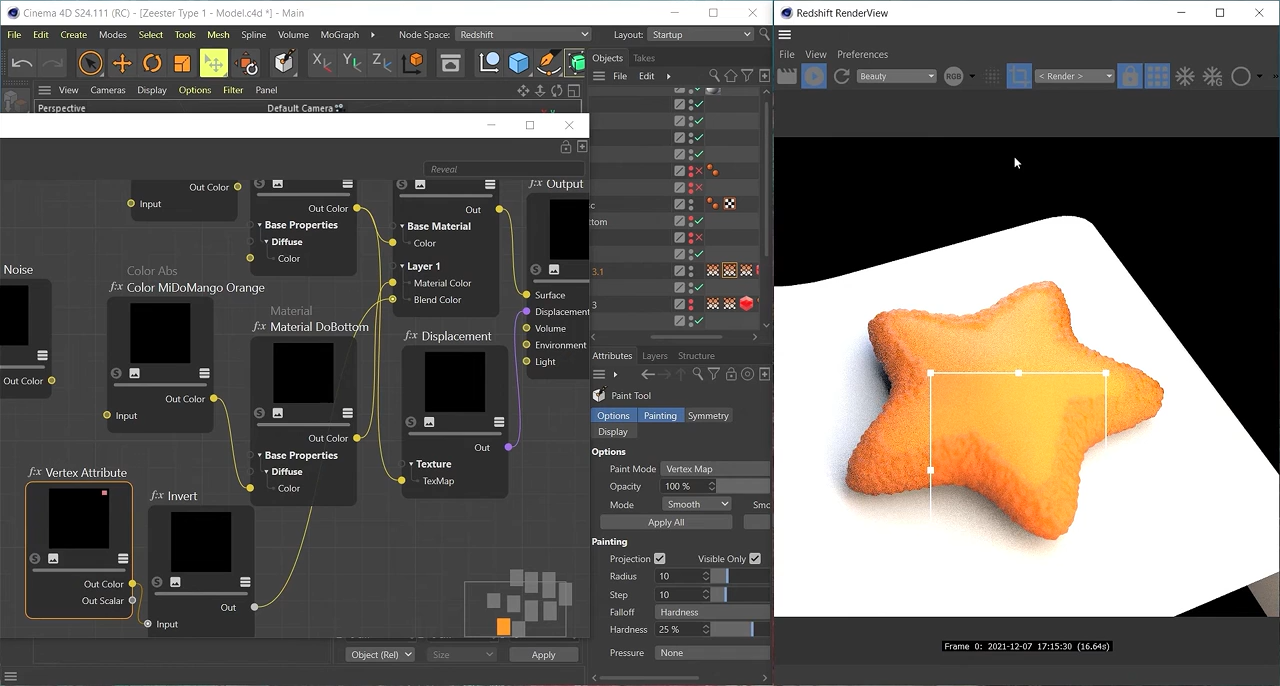 Cinema 4D S24.111 (RC) - [Zeester Type 1 - Model.c4d *] - Main
File Edit Create Modes Select Tools Mesh Spline Volume MoGraph Node Space: Redshift Layout: Startup
Objects Takes
File Edit
View Cameras Display Options Filter Panel
Perspective Default Camera
Reveal
Out Color
Input
Out Color
Base Properties
Diffuse
Color
Out
Base Material
Color
Layer 1
Material Color
Blend Color
Output
Surface
Displacement
Volume
Environment
Light
Noise
Out Color
Color Abs
Color MiDoMango Orange
Out Color
Input
Material
Material DoBottom
Out Color
Base Properties
Diffuse
Color
Displacement
Out
Texture
TexMap
Vertex Attribute
Out Color
Out Scalar
Invert
Out
Input
Object (Rel) Size Apply
c
tom
3.1
3
Attributes Layers Structure
Paint Tool
Options Painting Symmetry
Display
Options
Paint Mode Vertex Map
Opacity 100 %
Mode Smooth Smo
Apply All
Painting
Projection Visible Only
Radius 10
Step 10
Falloff Hardness
Hardness 25 %
Pressure None
Redshift RenderView
File View Preferences
Beauty RGB < Render >
Frame 0: 2021-12-07 17:15:30 (16.64s)